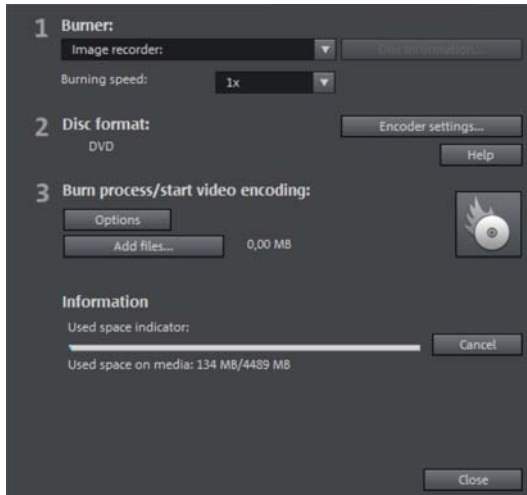 1 Burner:
Image recorder:
Disc information...
Burning speed: 1x
2 Disc format:
Encoder settings...
DVD
Help
3 Burn process/start video encoding:
Options
Add files... 0,00 MB
Information
Used space indicator:
Cancel
Used space on media: 134 MB/4489 MB
Close